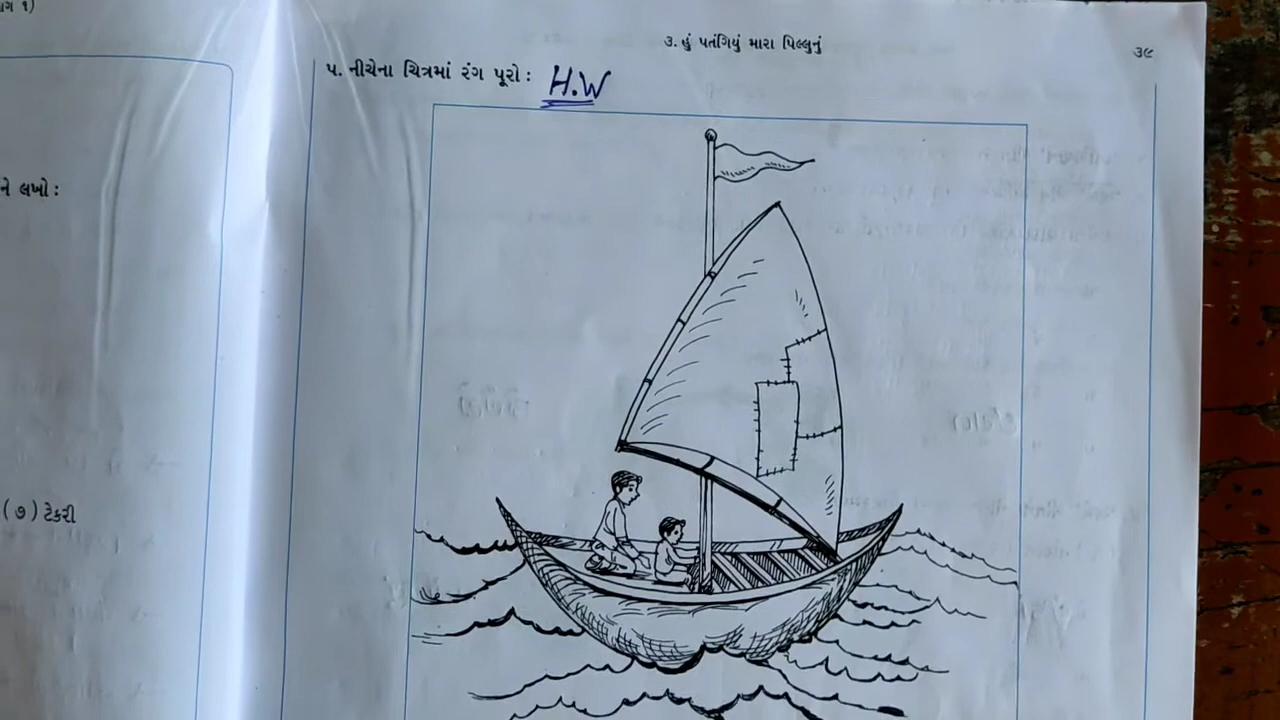 ાગ ૧)
ને લખો :
(૭) ટેકરી
૩. હું પતંગિયું મારા પિલ્લુનું
૩૯
૫. નીચેના ચિત્રમાં રંગ પૂરો : H.W